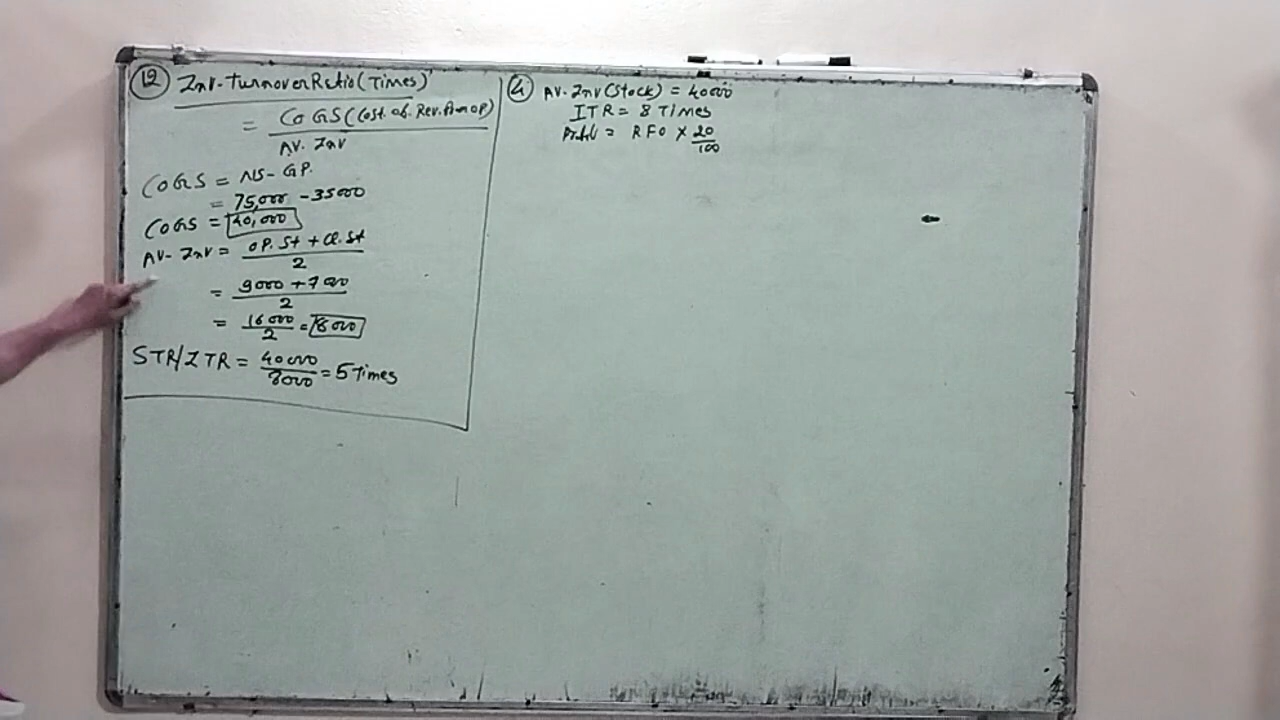 12 Inv. Turnover Ratio (Times)
= COGS (Cost. of. Rev. from OP)
AV. Inv
COGS = NS - GP.
= 75,000 - 35000
COGS = 40,000
AV- Inv = OP. St + Cl. St
2
= 9000 + 7000
2
= 16000 = 8000
2
STR/ITR = 40000 = 5 Times
8000
4 AV. Inv (Stock) = 40000
ITR = 8 Times
Profit = RFO × 20
100